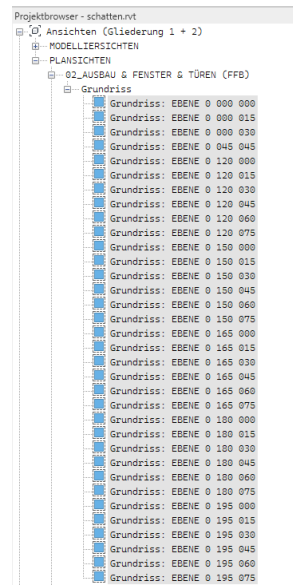 Projektbrowser - schatten.rvt
Ansichten (Gliederung 1 + 2)
MODELLIERSICHTEN
PLANSICHTEN
02_AUSBAU & FENSTER & TÜREN (FFB)
Grundriss
Grundriss: EBENE 0 000 000
Grundriss: EBENE 0 000 015
Grundriss: EBENE 0 000 030
Grundriss: EBENE 0 045 045
Grundriss: EBENE 0 120 000
Grundriss: EBENE 0 120 015
Grundriss: EBENE 0 120 030
Grundriss: EBENE 0 120 045
Grundriss: EBENE 0 120 060
Grundriss: EBENE 0 120 075
Grundriss: EBENE 0 150 000
Grundriss: EBENE 0 150 015
Grundriss: EBENE 0 150 030
Grundriss: EBENE 0 150 045
Grundriss: EBENE 0 150 060
Grundriss: EBENE 0 150 075
Grundriss: EBENE 0 165 000
Grundriss: EBENE 0 165 015
Grundriss: EBENE 0 165 030
Grundriss: EBENE 0 165 045
Grundriss: EBENE 0 165 060
Grundriss: EBENE 0 165 075
Grundriss: EBENE 0 180 000
Grundriss: EBENE 0 180 015
Grundriss: EBENE 0 180 030
Grundriss: EBENE 0 180 045
Grundriss: EBENE 0 180 060
Grundriss: EBENE 0 180 075
Grundriss: EBENE 0 195 000
Grundriss: EBENE 0 195 015
Grundriss: EBENE 0 195 030
Grundriss: EBENE 0 195 045
Grundriss: EBENE 0 195 060
Grundriss: EBENE 0 195 075